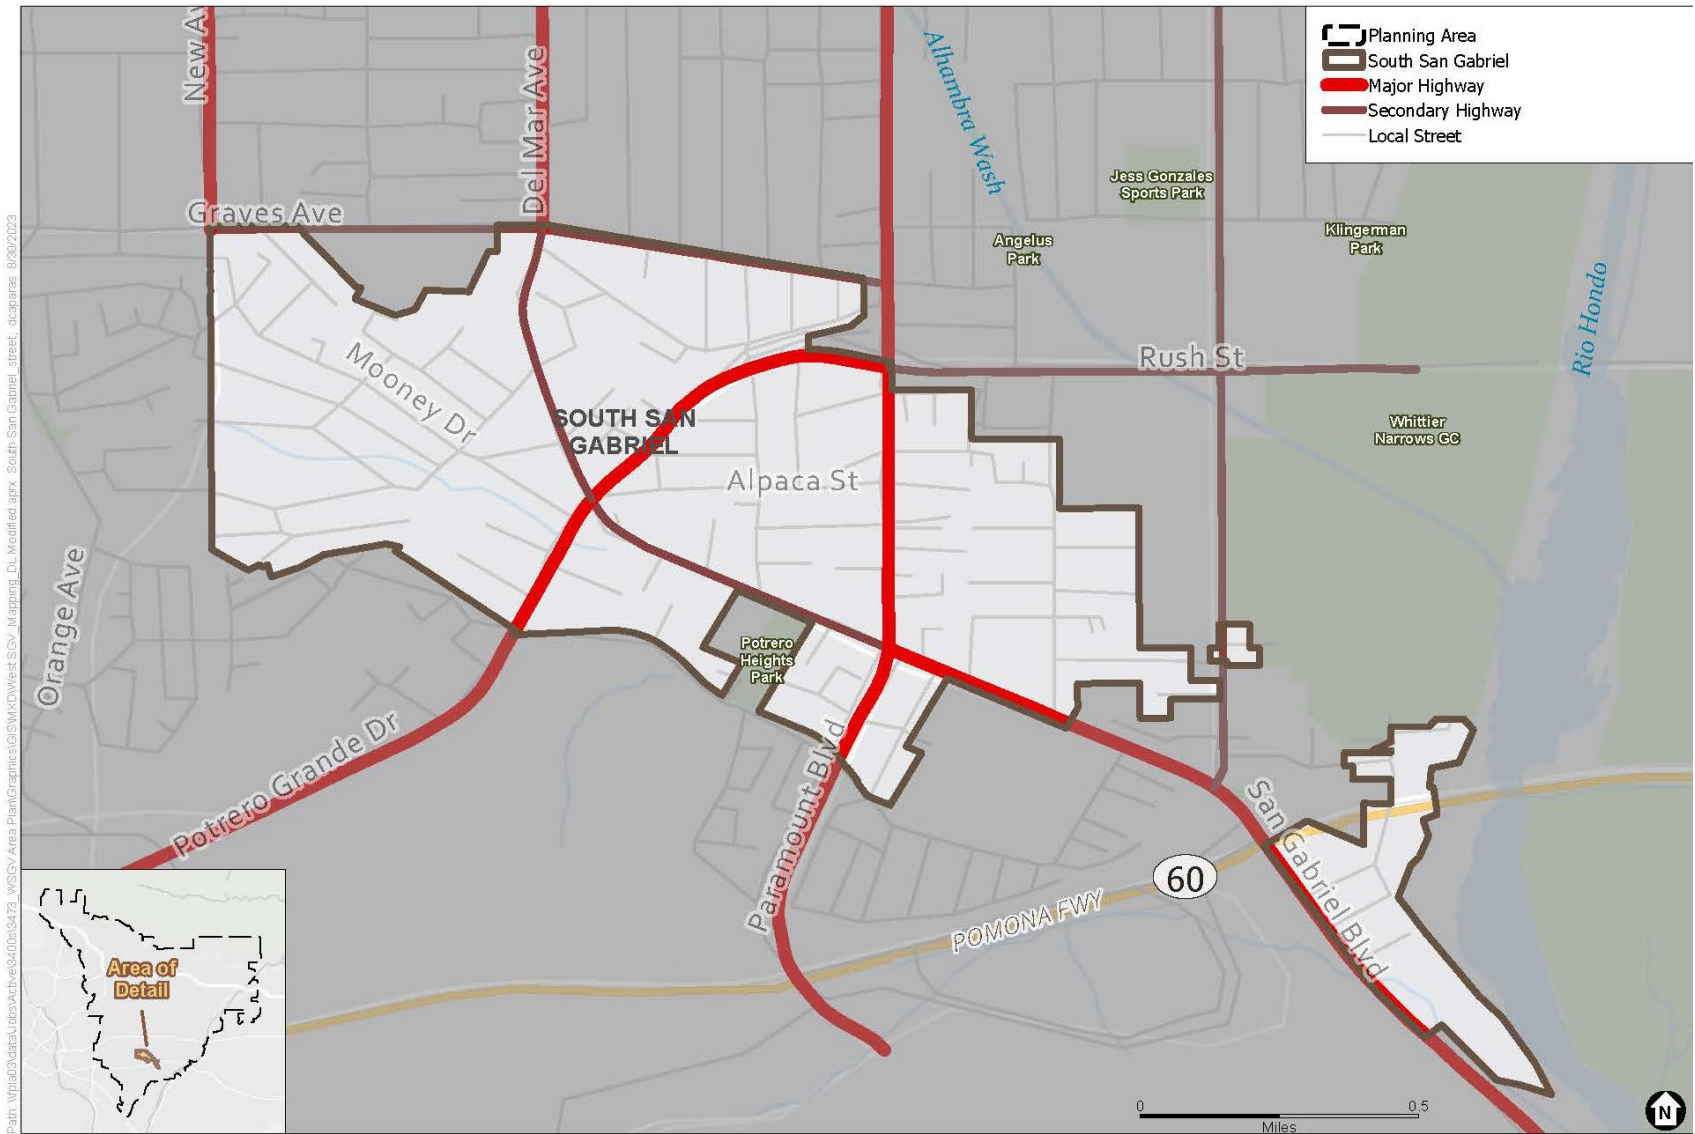 New Av
Del Mar Ave
Graves Ave
Alhambra Wash
Planning Area
South San Gabriel
Major Highway
Secondary Highway
Local Street
Jess Gonzales
Sports Park
Angelus
Park
Klingerman
Park
Rio Hondo
Rush St
Mooney Dr
SOUTH SAN
GABRIEL
Alpaca St
Whittier
Narrows GC
Orange Ave
Potrero
Heights
Park
Potrero Grande Dr
Paramount Blvd
San Gabriel Blvd
60
POMONA FWY
Area of
Detail
0
0.5
Miles
N